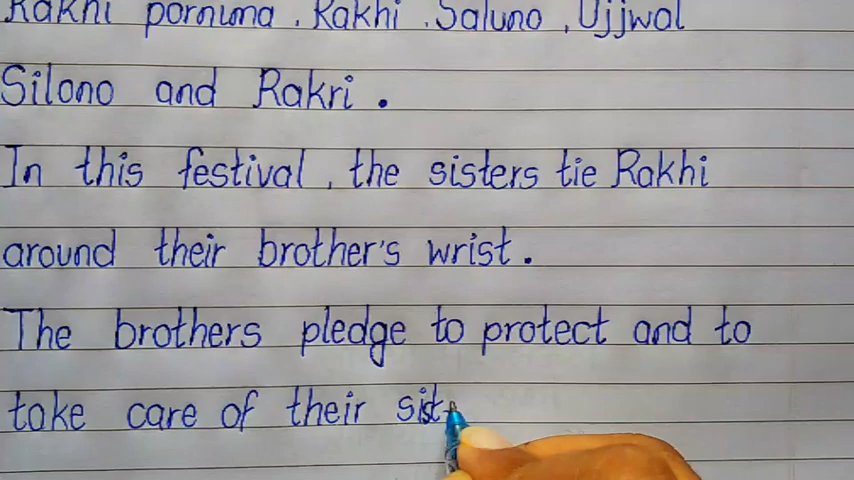 Rakhi pornima, Rakhi, Saluno, Ujjwal
Silono and Rakri.
In this festival, the sisters tie Rakhi
around their brother's wrist.
The brothers pledge to protect and to
take care of their sist